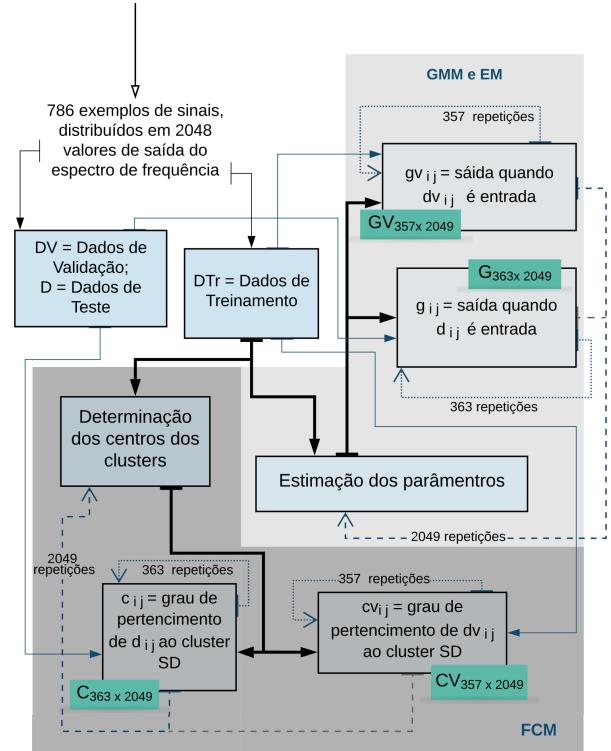 GMM e EM
786 exemplos de sinais,
distribuídos em 2048
valores de saída do
espectro de frequência
357 repetições
gv i j = sáida quando
dv i j é entrada
GV357x 2049
DV = Dados de
Validação;
D = Dados de
Teste
DTr = Dados de
Treinamento
G363x 2049
g i j = saída quando
d i j é entrada
363 repetições
Determinação
dos centros dos
clusters
Estimação dos parâmentros
2049 repetições
2049
repetições
363 repetições
c i j = grau de
pertencimento
de d i j ao cluster
SD
C363 x 2049
357 repetições
cv i j = grau de
pertencimento de dv i j
ao cluster SD
CV357 x 2049
FCM